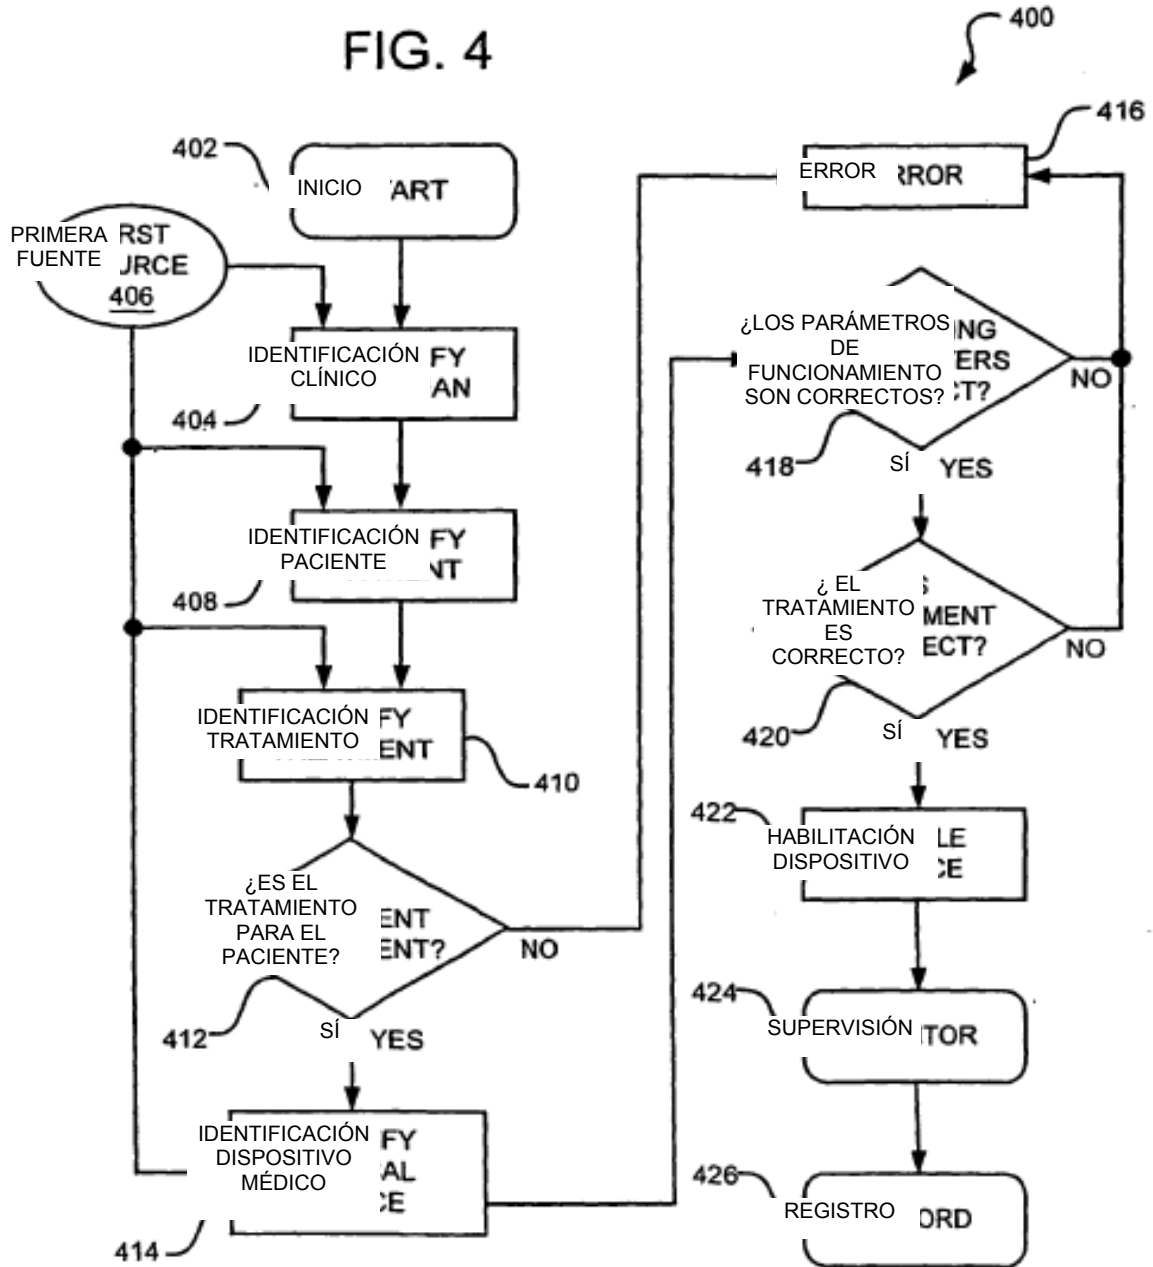 FIG. 4
400
402
INICIO ART
PRIMERA RST
FUENTE URCE
406
IDENTIFICACIÓN FY
CLÍNICO AN
404
IDENTIFICACIÓN FY
PACIENTE NT
408
IDENTIFICACIÓN FY
TRATAMIENTO ENT
410
¿ES EL
TRATAMIENTO
PARA EL ENT
PACIENTE? ENT?
NO
412
SÍ YES
IDENTIFICACIÓN FY
DISPOSITIVO AL
MÉDICO CE
414
416
ERROR RROR
¿LOS PARÁMETROS NG
DE
FUNCIONAMIENTO ERS
SON CORRECTOS? CT?
NO
418
SÍ YES
¿ EL S
TRATAMIENTO MENT
ES
CORRECTO? ECT?
NO
420
SÍ YES
422
HABILITACIÓN LE
DISPOSITIVO CE
424
SUPERVISIÓN TOR
426
REGISTRO ORD